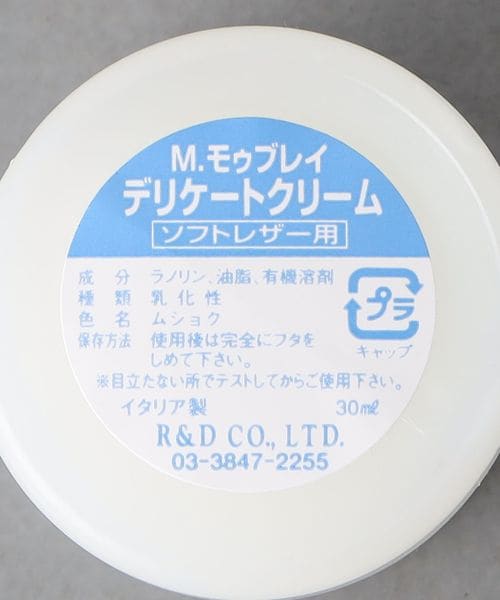 M.モゥブレイ
デリケートクリーム
ソフトレザー用
成分 ラノリン、油脂、有機溶剤
種類 乳化性
色名 ムショク
保存方法 使用後は完全にフタを
しめて下さい。
プラ
キャップ
※目立たない所でテストしてからご使用下さい。
イタリア製 30㎖
R&D CO., LTD.
03-3847-2255